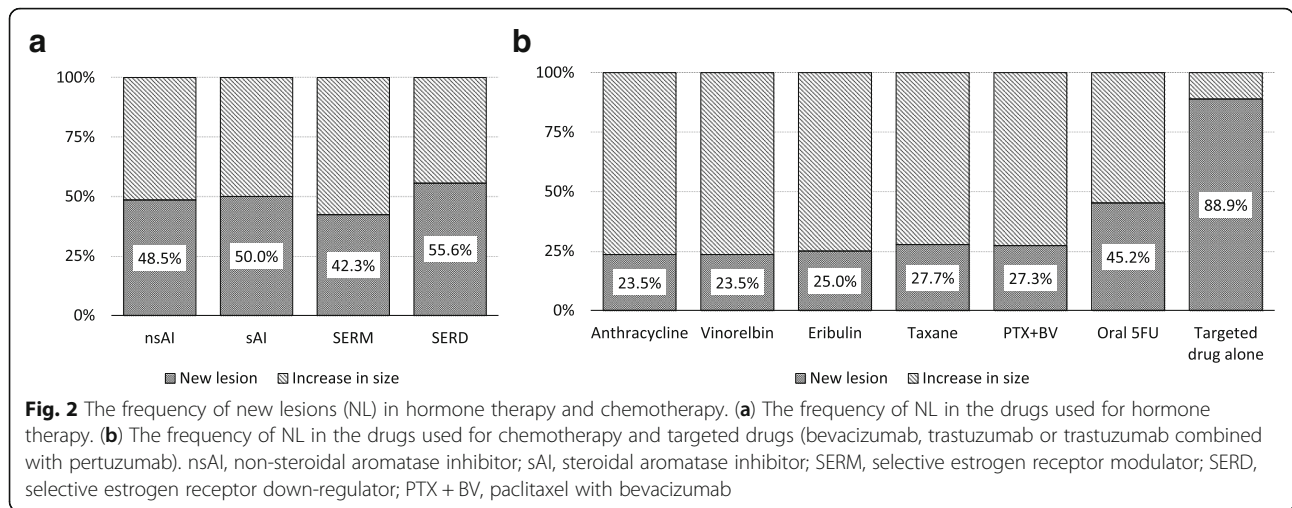 a
100%
75%
50%
25%
0%
48.5%
50.0%
42.3%
55.6%
nsAI sAI SERM SERD
New lesion Increase in size
b
100%
75%
50%
25%
0%
23.5%
23.5%
25.0%
27.7%
27.3%
45.2%
88.9%
Anthracycline Vinorelbin Eribulin Taxane PTX+BV Oral 5FU Targeted
drug alone
New lesion Increase in size
Fig. 2 The frequency of new lesions (NL) in hormone therapy and chemotherapy. (a) The frequency of NL in the drugs used for hormone
therapy. (b) The frequency of NL in the drugs used for chemotherapy and targeted drugs (bevacizumab, trastuzumab or trastuzumab combined
with pertuzumab). nsAI, non-steroidal aromatase inhibitor; sAI, steroidal aromatase inhibitor; SERM, selective estrogen receptor modulator; SERD,
selective estrogen receptor down-regulator; PTX + BV, paclitaxel with bevacizumab